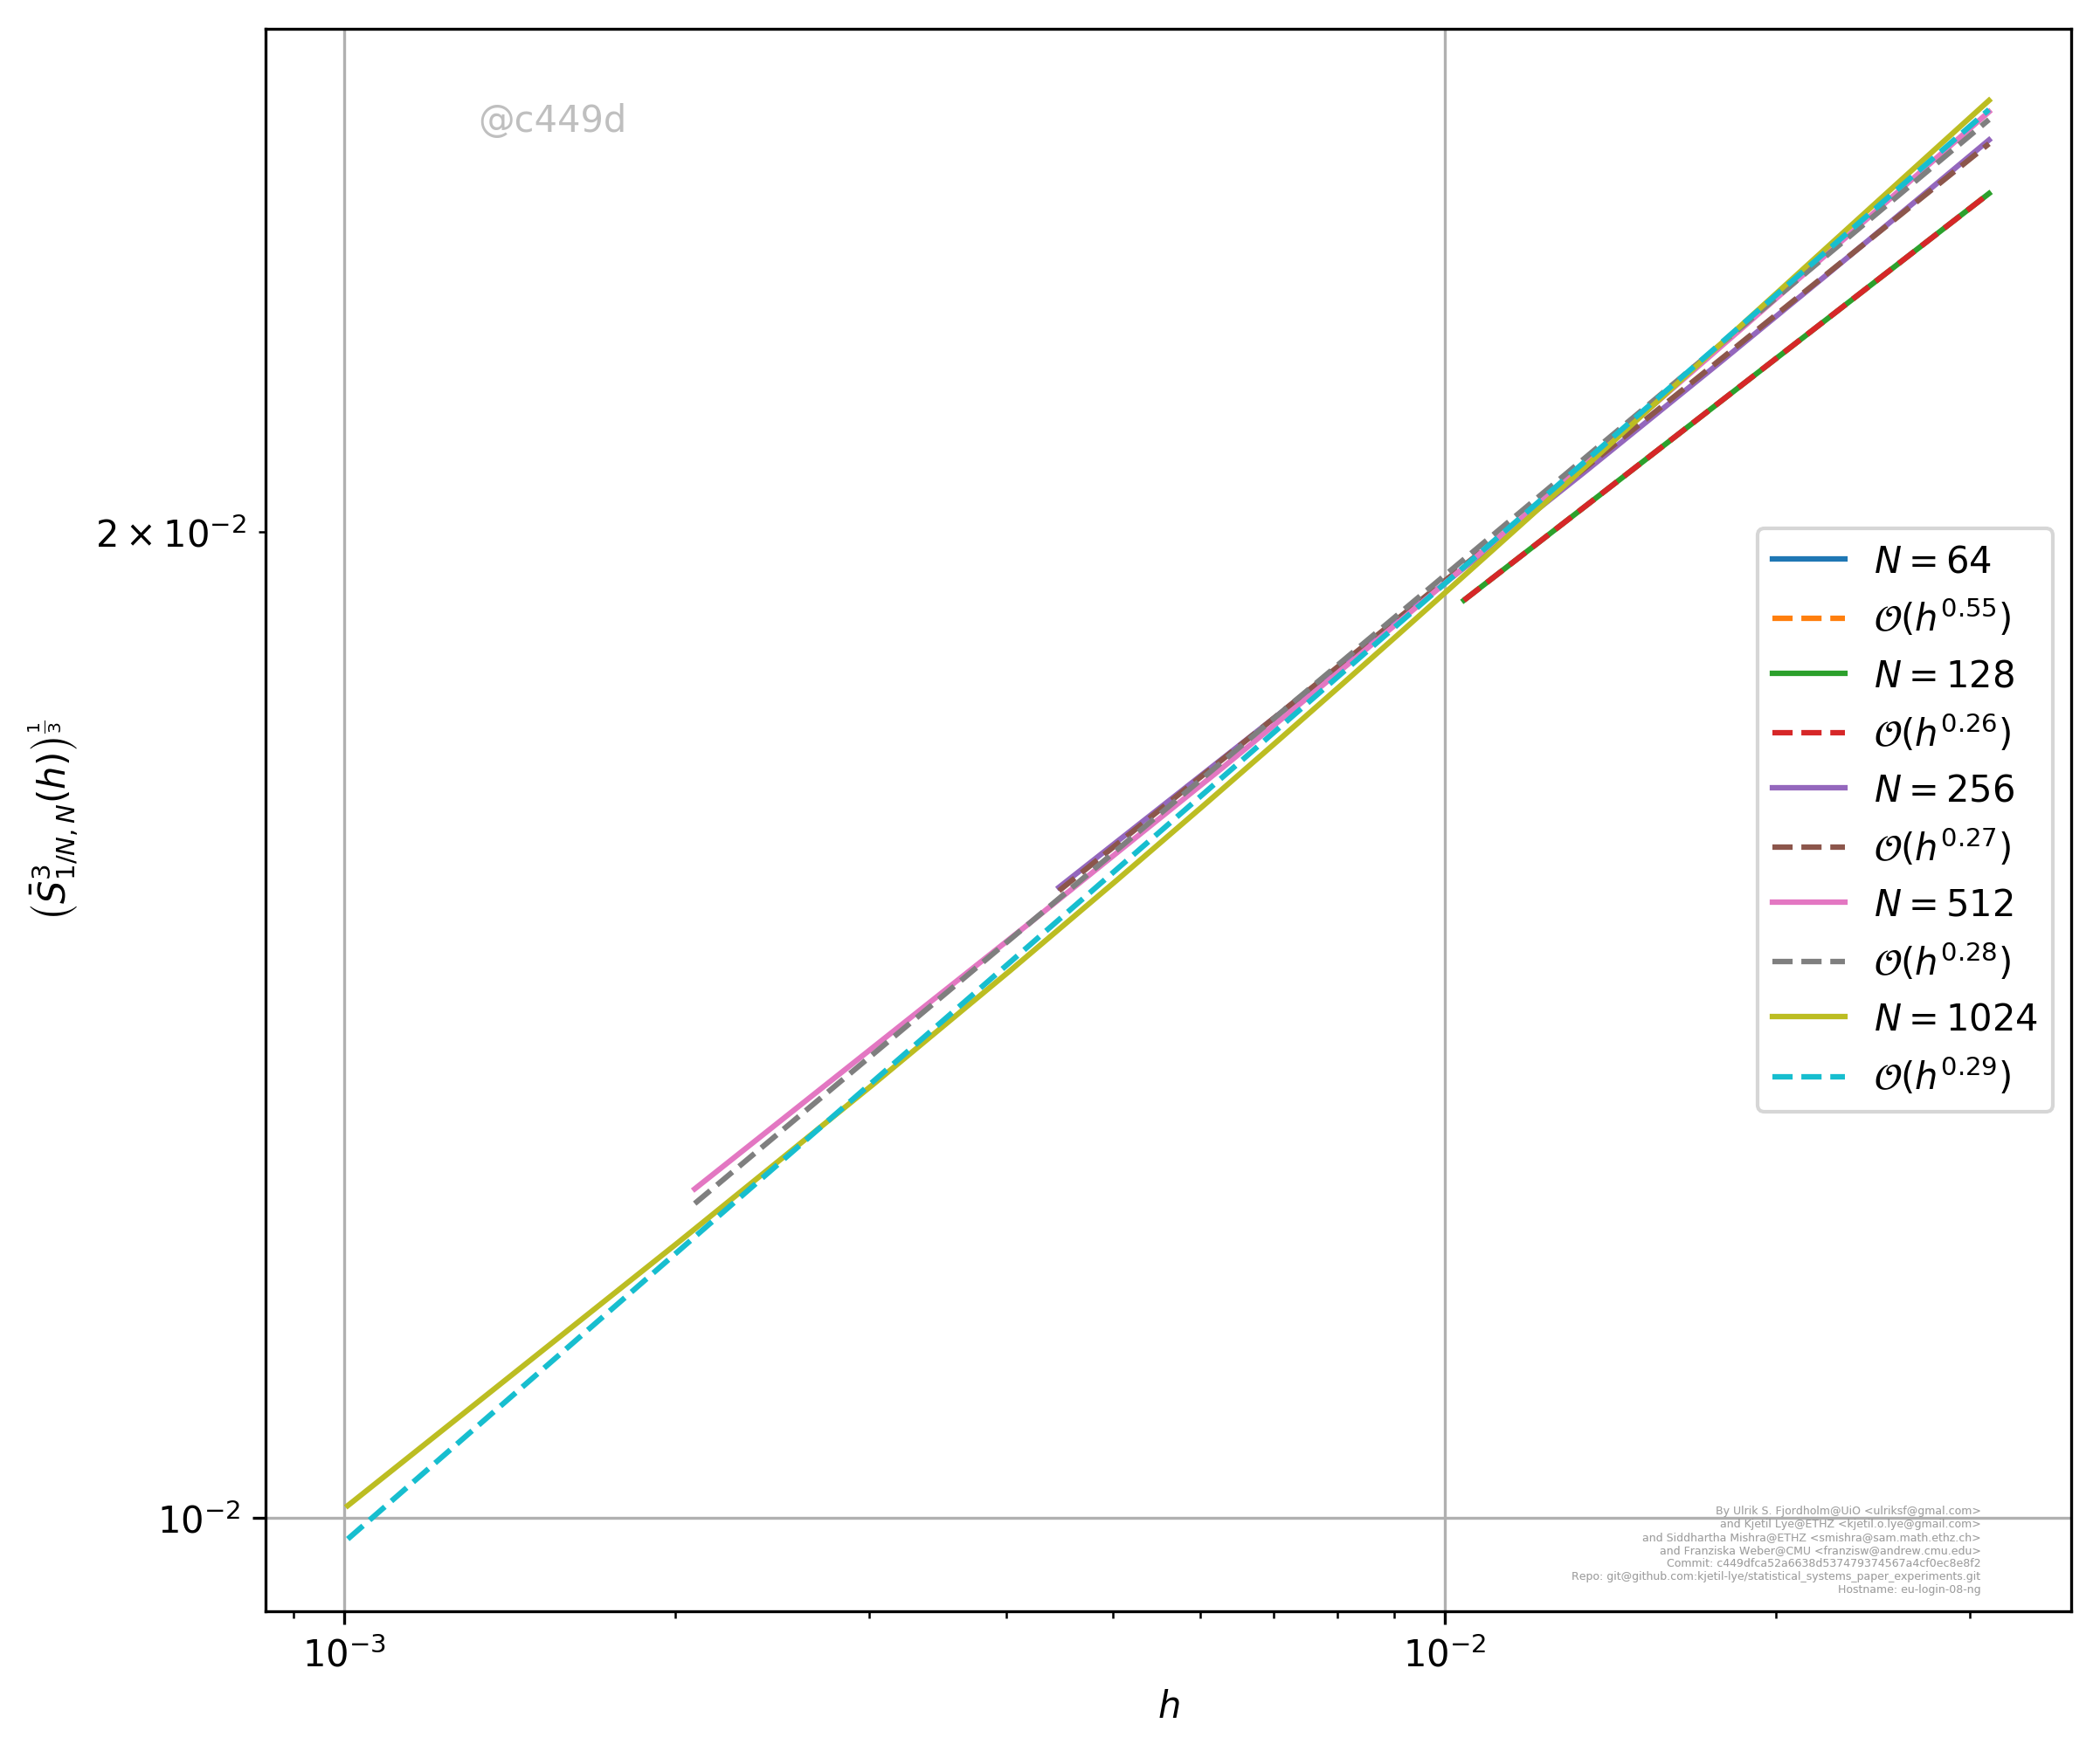 @c449d
2 × 10⁻²
10⁻²
(S̄³_{1/N, N}(h))^{1/3}
N = 64
𝒪(h^{0.55})
N = 128
𝒪(h^{0.26})
N = 256
𝒪(h^{0.27})
N = 512
𝒪(h^{0.28})
N = 1024
𝒪(h^{0.29})
By Ulrik S. Fjordholm@UiO <ulriksf@gmal.com>
and Kjetil Lye@ETHZ <kjetil.o.lye@gmail.com>
and Siddhartha Mishra@ETHZ <smishra@sam.math.ethz.ch>
and Franziska Weber@CMU <franzisw@andrew.cmu.edu>
Commit: c449dfca52a6638d537479374567a4cf0ec8e8f2
Repo: git@github.com:kjetil-lye/statistical_systems_paper_experiments.git
Hostname: eu-login-08-ng
10⁻³
10⁻²
h